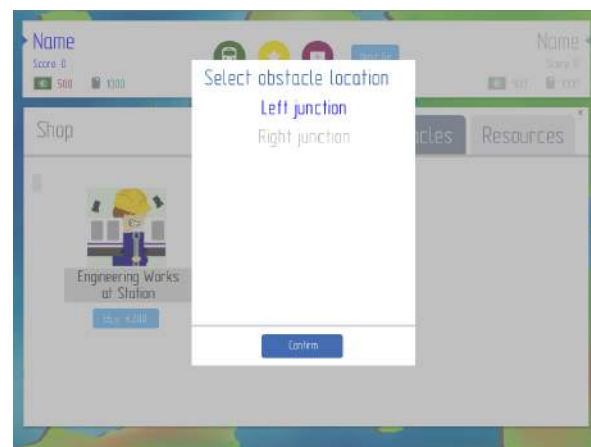 Name
Name
Score: 0
Score: 0
500
1000
Select obstacle location
Left junction
Right junction
Shop
Resources
Engineering Works
at Station
Confirm